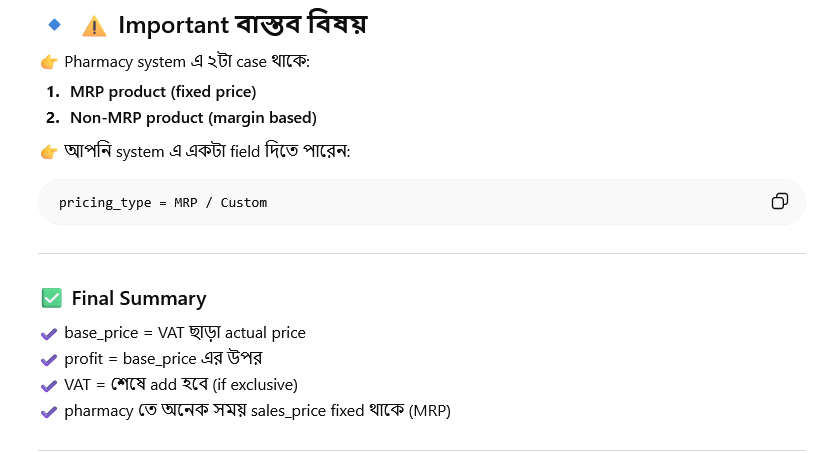 Important বাস্তব বিষয়
Pharmacy system এ ২টা case থাকে:
1. MRP product (fixed price)
2. Non-MRP product (margin based)
আপনি system এ একটা field দিতে পারেন:
pricing_type = MRP / Custom
Final Summary
base_price = VAT ছাড়া actual price
profit = base_price এর উপর
VAT = শেষে add হবে (if exclusive)
pharmacy তে অনেক সময় sales_price fixed থাকে (MRP)